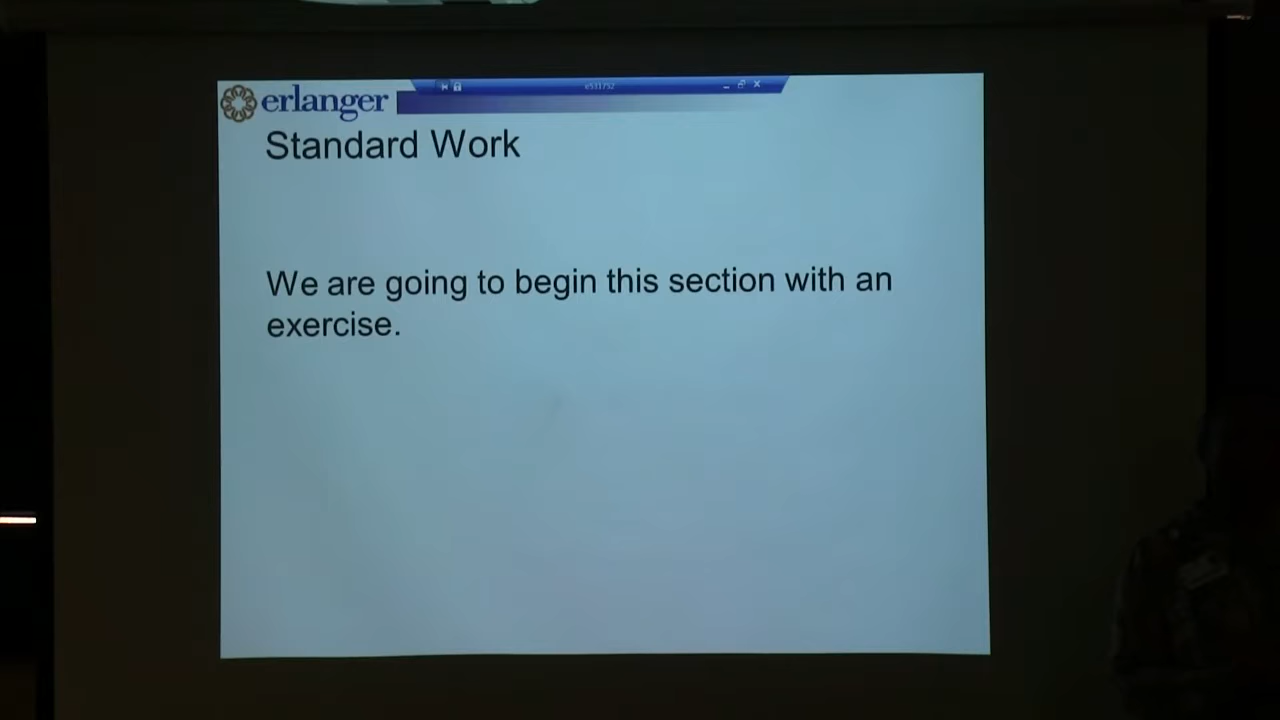 erlanger
Standard Work
We are going to begin this section with an
exercise.